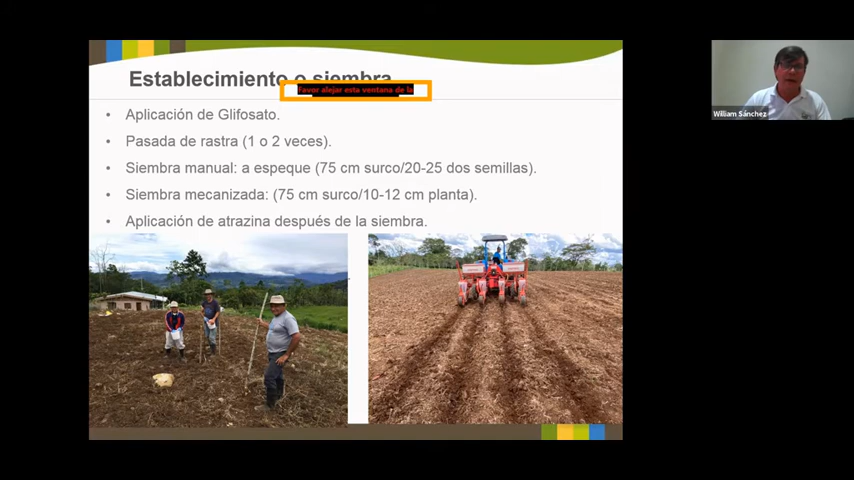 Establecimiento o siembra
Favor alejar esta ventana de la
• Aplicación de Glifosato.
• Pasada de rastra (1 o 2 veces).
• Siembra manual: a espeque (75 cm surco/20-25 dos semillas).
• Siembra mecanizada: (75 cm surco/10-12 cm planta).
• Aplicación de atrazina después de la siembra.
William Sánchez